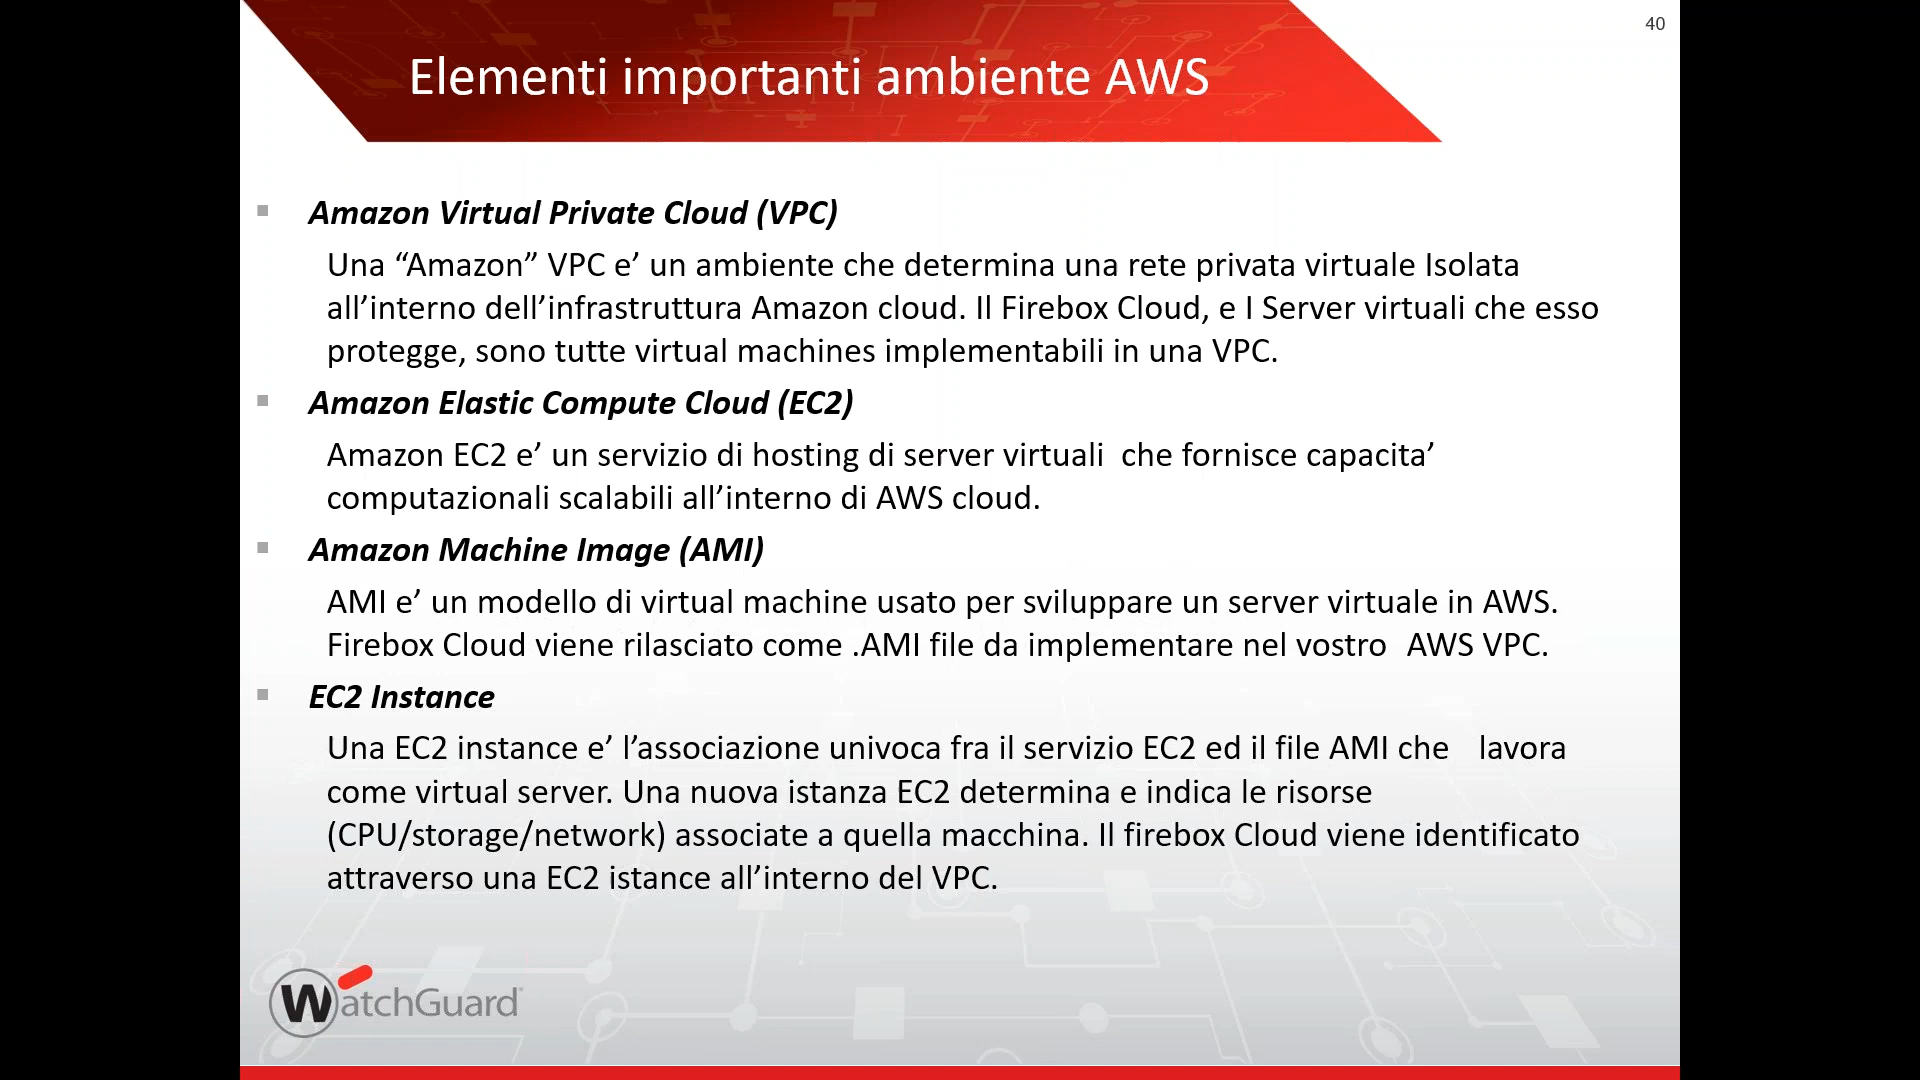 40
Elementi importanti ambiente AWS
Amazon Virtual Private Cloud (VPC)
Una “Amazon” VPC e’ un ambiente che determina una rete privata virtuale Isolata
all’interno dell’infrastruttura Amazon cloud. Il Firebox Cloud, e I Server virtuali che esso
protegge, sono tutte virtual machines implementabili in una VPC.
Amazon Elastic Compute Cloud (EC2)
Amazon EC2 e’ un servizio di hosting di server virtuali  che fornisce capacita’
computazionali scalabili all’interno di AWS cloud.
Amazon Machine Image (AMI)
AMI e’ un modello di virtual machine usato per sviluppare un server virtuale in AWS.
Firebox Cloud viene rilasciato come .AMI file da implementare nel vostro  AWS VPC.
EC2 Instance
Una EC2 instance e’ l’associazione univoca fra il servizio EC2 ed il file AMI che  lavora
come virtual server. Una nuova istanza EC2 determina e indica le risorse
(CPU/storage/network) associate a quella macchina. Il firebox Cloud viene identificato
attraverso una EC2 istance all’interno del VPC.
WatchGuard